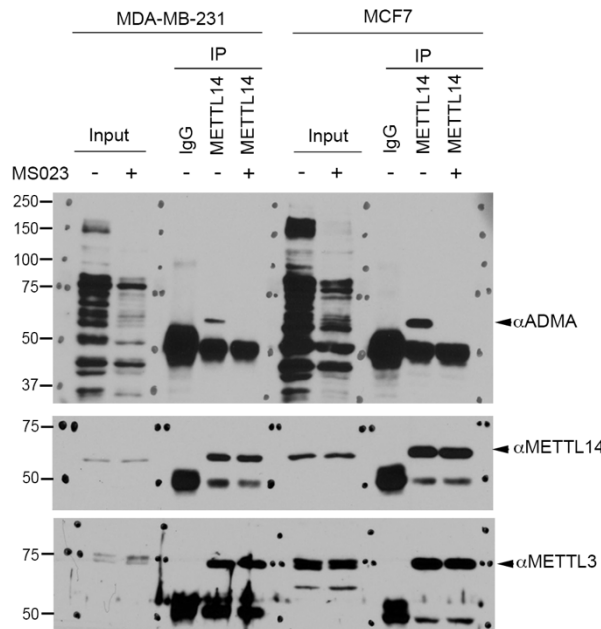 MDA-MB-231 MCF7
IP IP
Input IgG METTL14 METTL14 Input IgG METTL14 METTL14
MS023 - + - + - + - +
250
150
100
75
50
37
αADMA
75
50
αMETTL14
75
50
αMETTL3